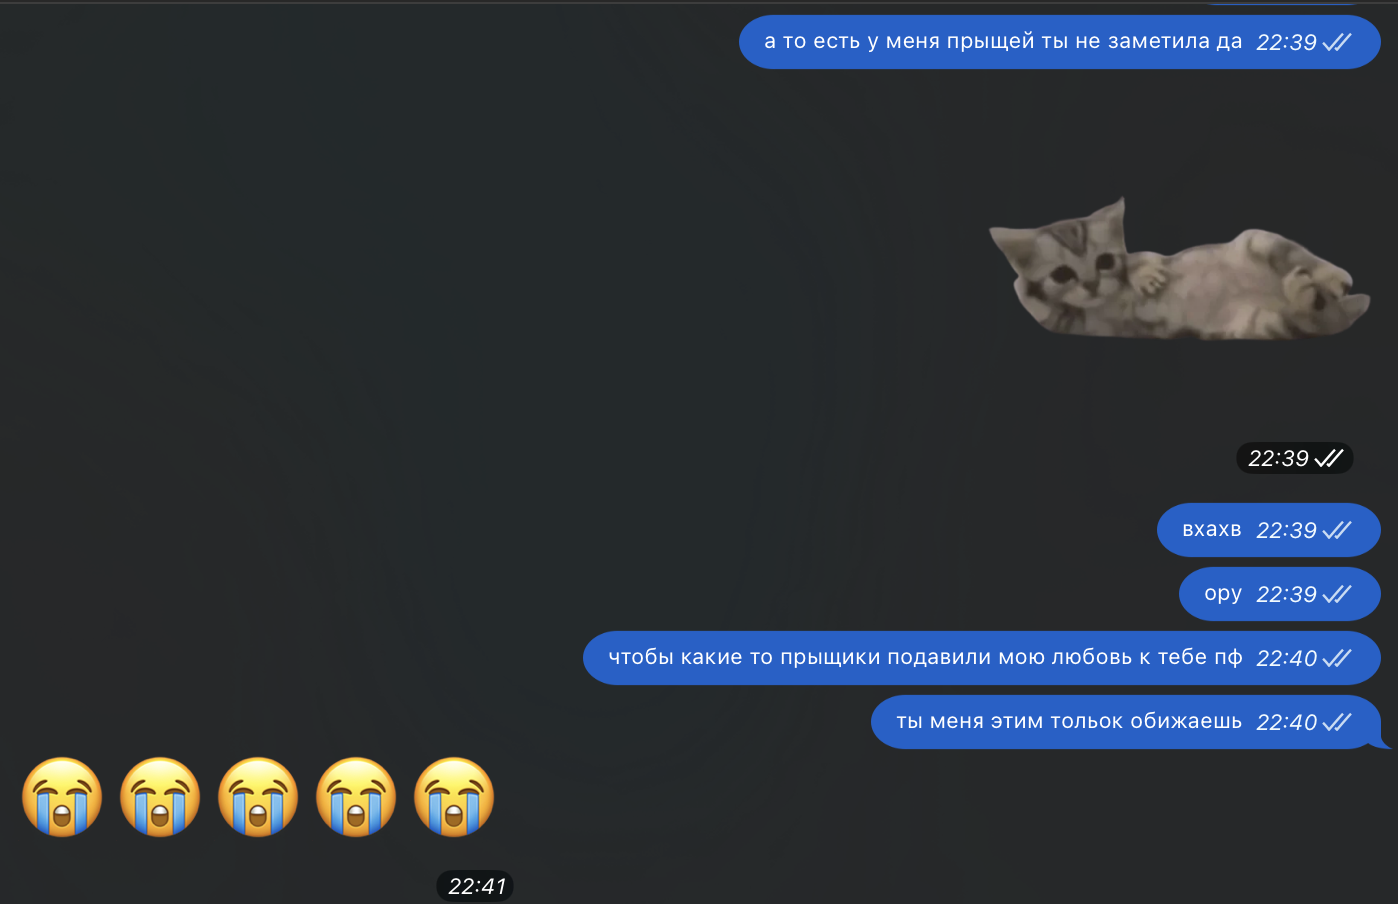 а то есть у меня прыщей ты не заметила да 22:39
22:39
вхахв 22:39
ору 22:39
чтобы какие то прыщики подавили мою любовь к тебе пф 22:40
ты меня этим тольок обижаешь 22:40
22:41